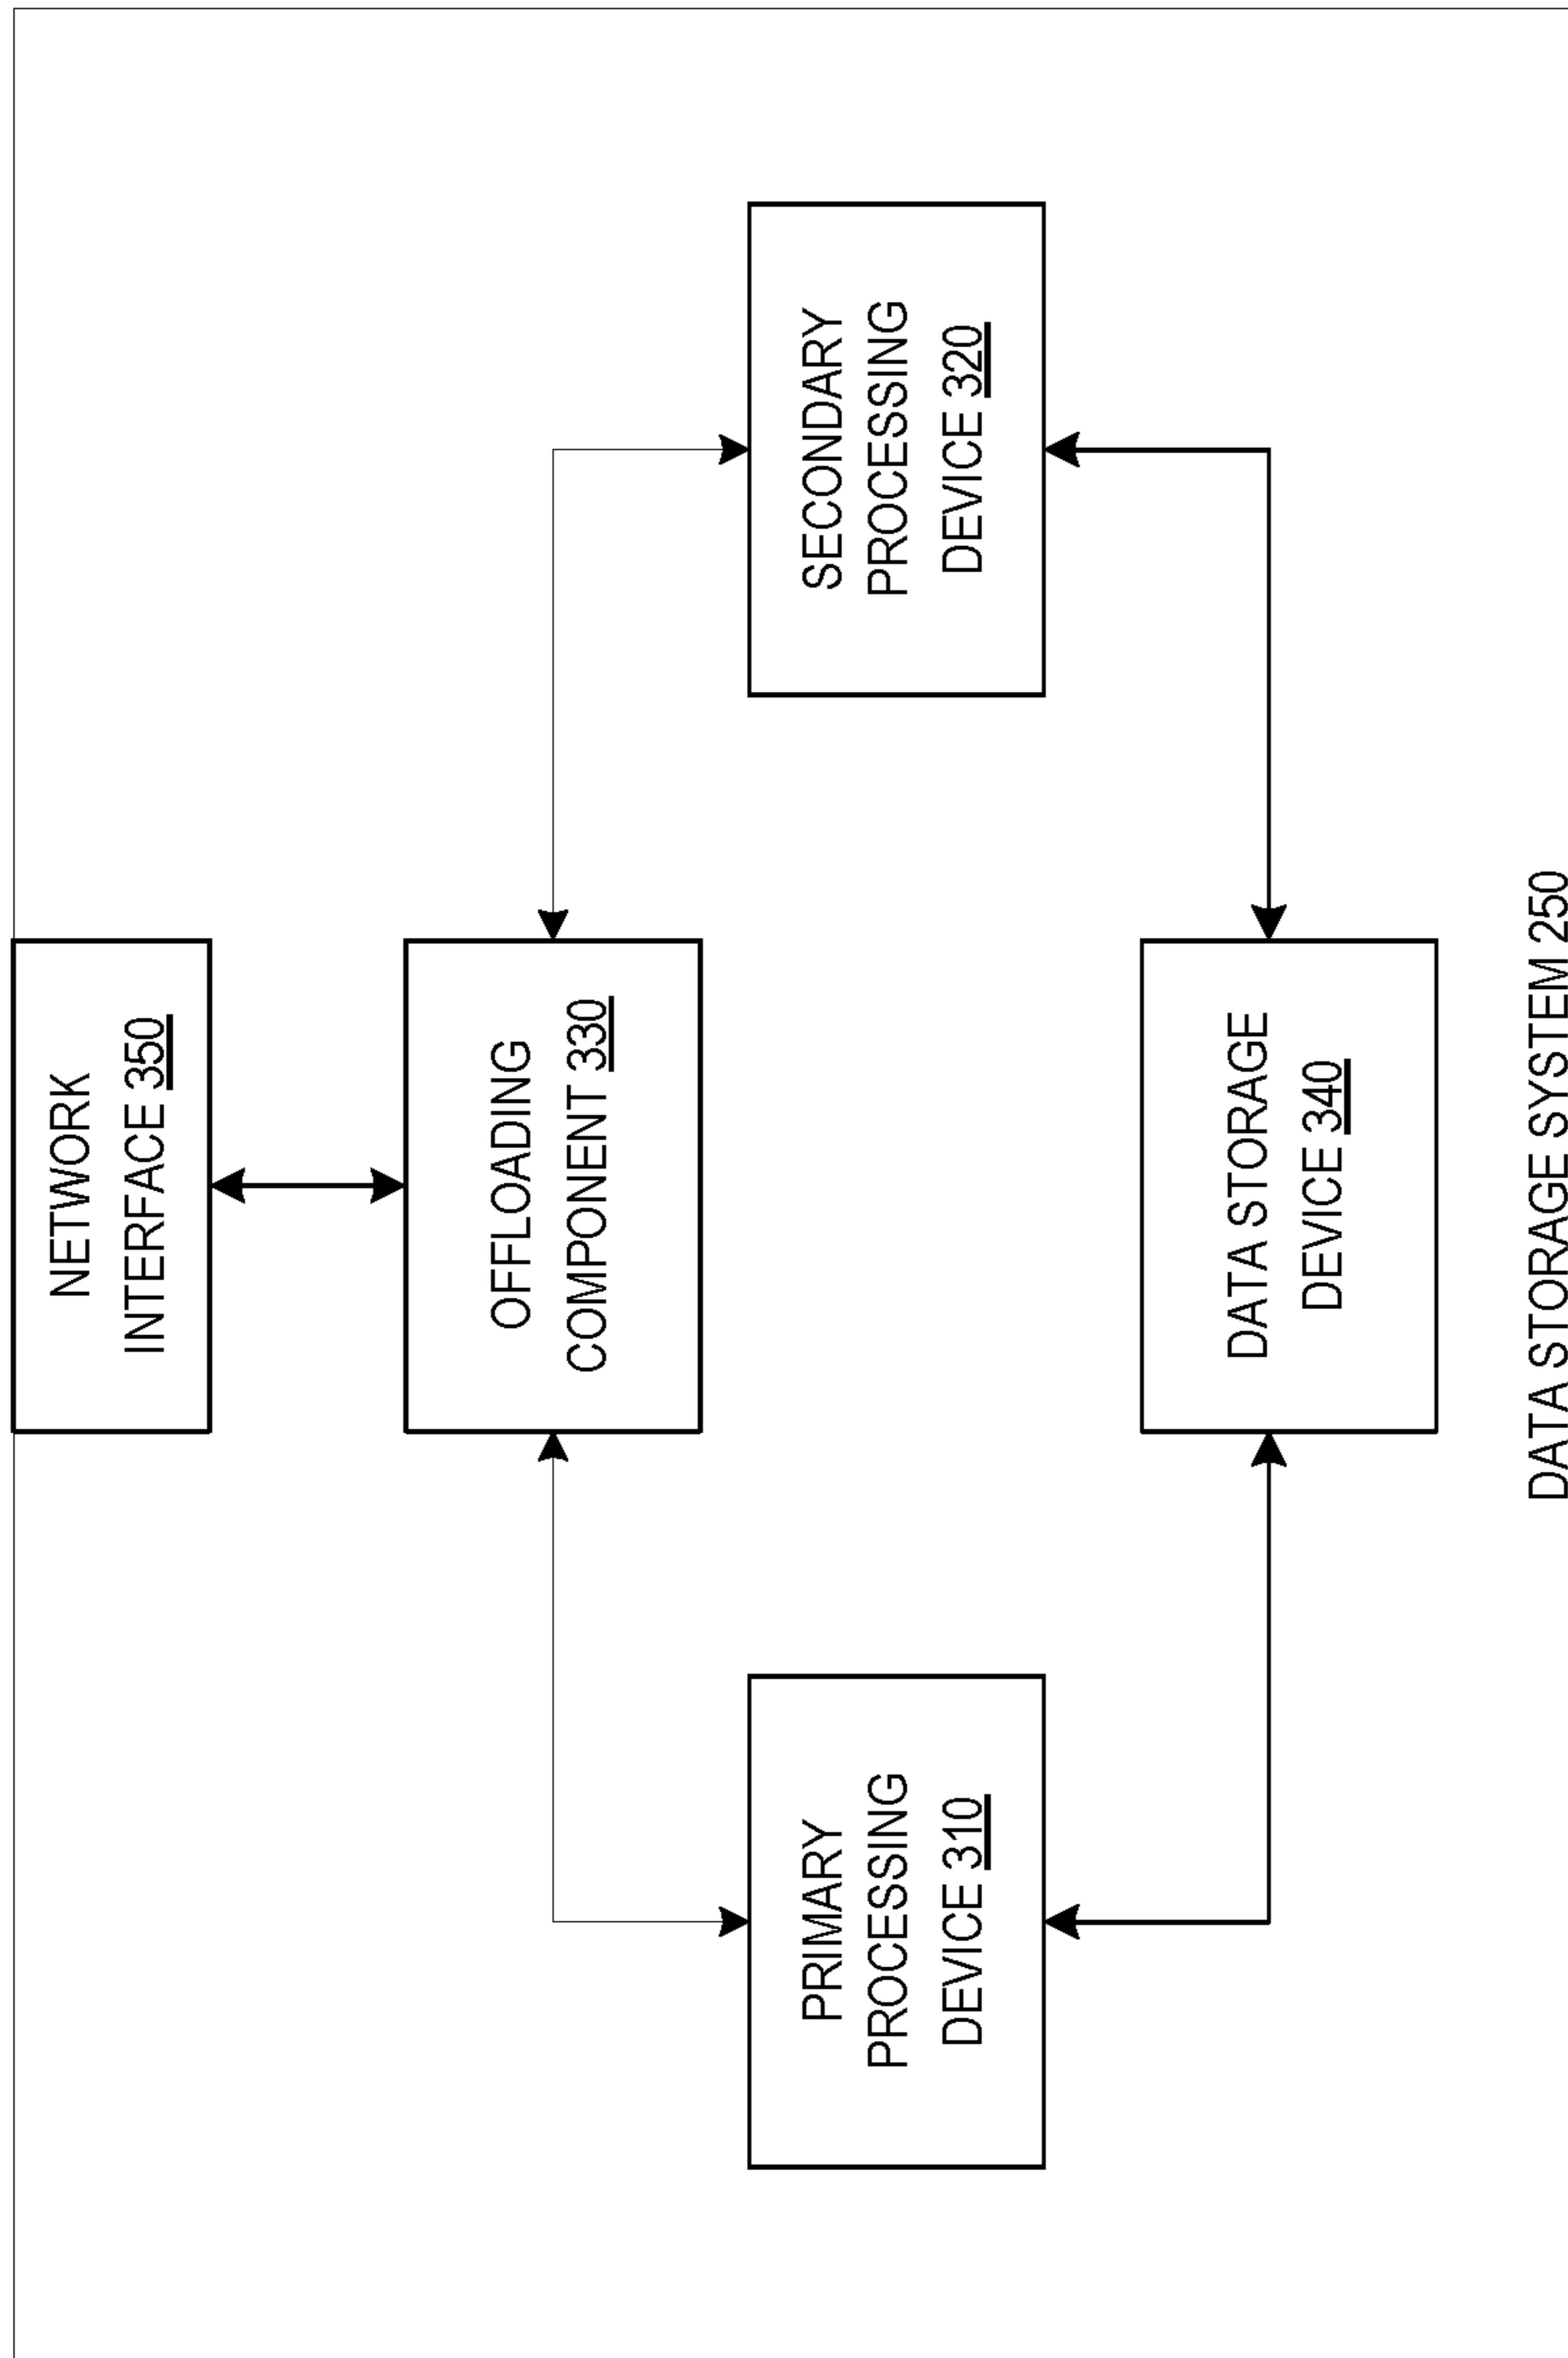 NETWORK
INTERFACE 350
OFFLOADING
COMPONENT 330
PRIMARY
PROCESSING
DEVICE 310
SECONDARY
PROCESSING
DEVICE 320
DATA STORAGE
DEVICE 340
DATA STORAGE SYSTEM 250